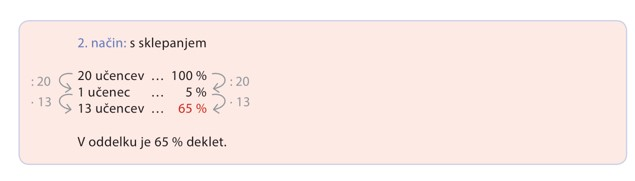 2. način: s sklepanjem
: 20 20 učencev ... 100 % : 20
1 učenec ... 5 %
· 13 13 učencev ... 65 % · 13
V oddelku je 65 % deklet.